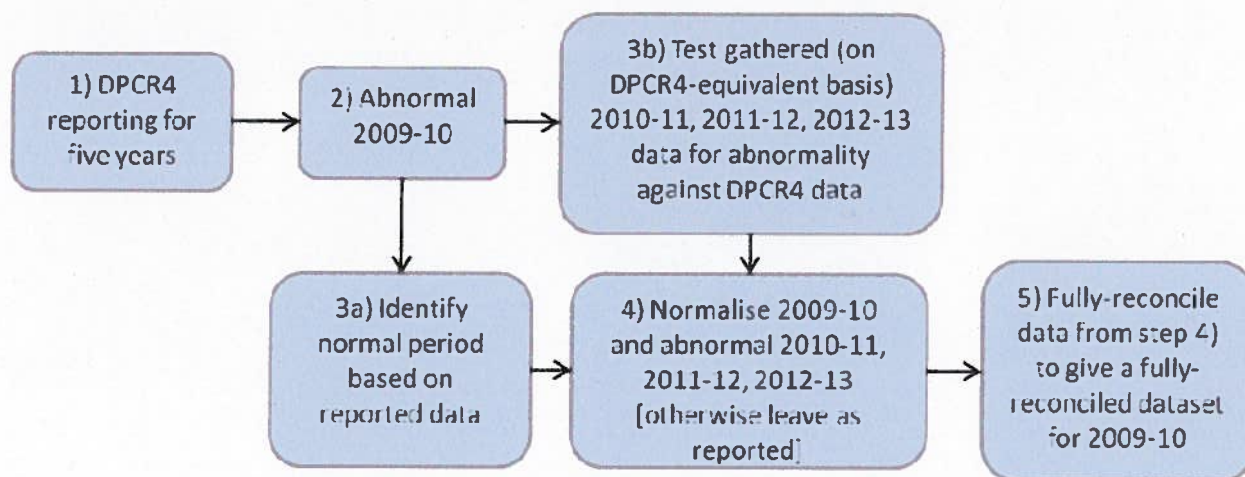 1) DPCR4
reporting for
five years
2) Abnormal
2009-10
3b) Test gathered (on
DPCR4-equivalent basis)
2010-11, 2011-12, 2012-13
data for abnormality
against DPCR4 data
3a) Identify
normal period
based on
reported data
4) Normalise 2009-10
and abnormal 2010-11,
2011-12, 2012-13
[otherwise leave as
reported]
5) Fully-reconcile
data from step 4)
to give a fully-
reconciled dataset
for 2009-10